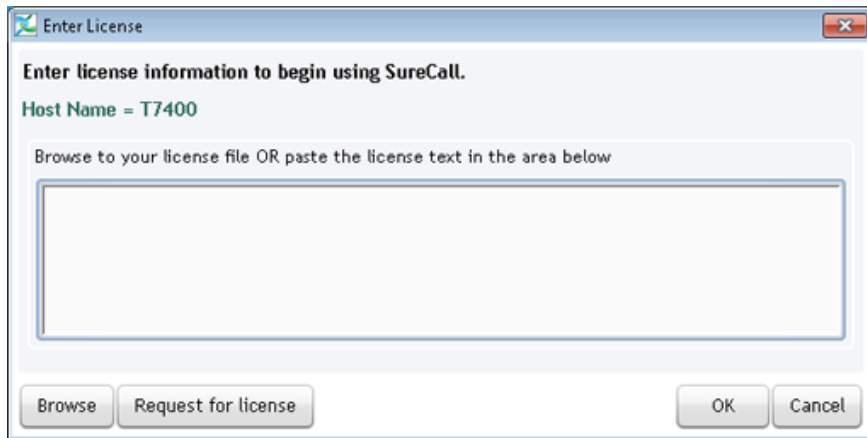 Enter License
Enter license information to begin using SureCall.
Host Name = T7400
Browse to your license file OR paste the license text in the area below
Browse
Request for license
OK
Cancel